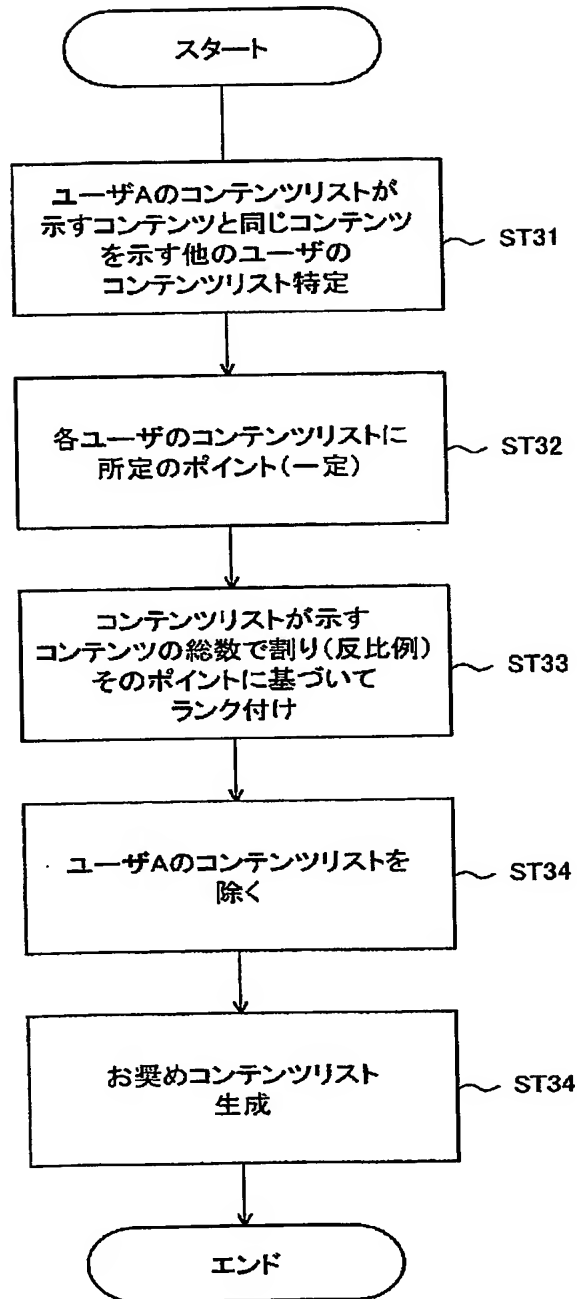 スタート
ユーザAのコンテンツリストが
示すコンテンツと同じコンテンツ
を示す他のユーザの
コンテンツリスト特定
ST31
各ユーザのコンテンツリストに
所定のポイント(一定)
ST32
コンテンツリストが示す
コンテンツの総数で割り(反比例)
そのポイントに基づいて
ランク付け
ST33
ユーザAのコンテンツリストを
除く
ST34
お奨めコンテンツリスト
生成
ST34
エンド